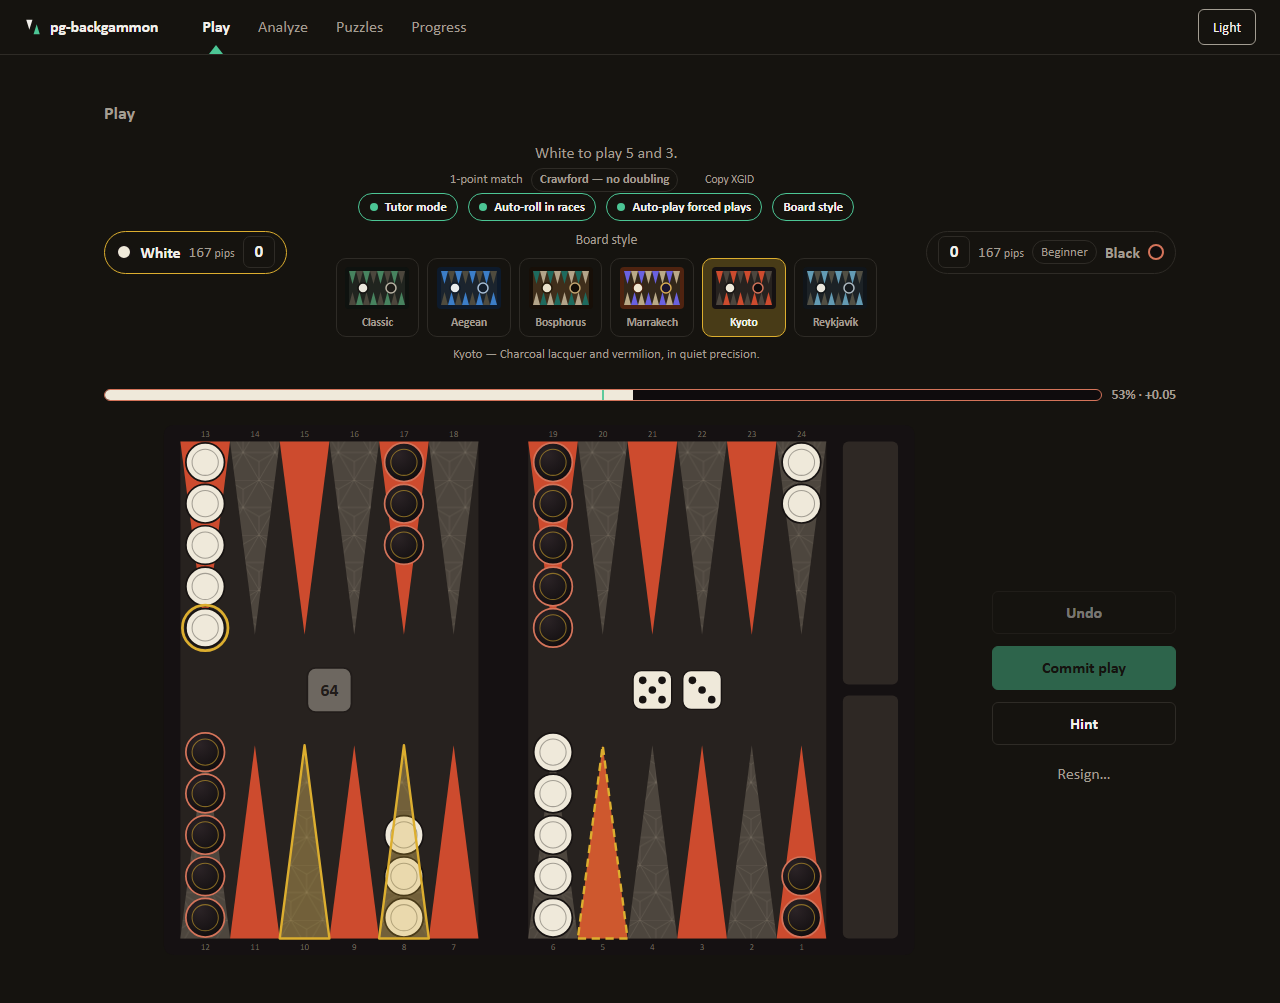 pg-backgammon Play Analyze Puzzles Progress Light
Play
White to play 5 and 3.
1-point match Crawford — no doubling Copy XGID
Tutor mode Auto-roll in races Auto-play forced plays Board style
White 167 pips 0
Board style
0 167 pips Beginner Black
Classic Aegean Bosphorus Marrakech Kyoto Reykjavík
Kyoto — Charcoal lacquer and vermilion, in quiet precision.
53% · +0.05
13 14 15 16 17 18 19 20 21 22 23 24
64
Undo
Commit play
Hint
Resign...
12 11 10 9 8 7 6 5 4 3 2 1